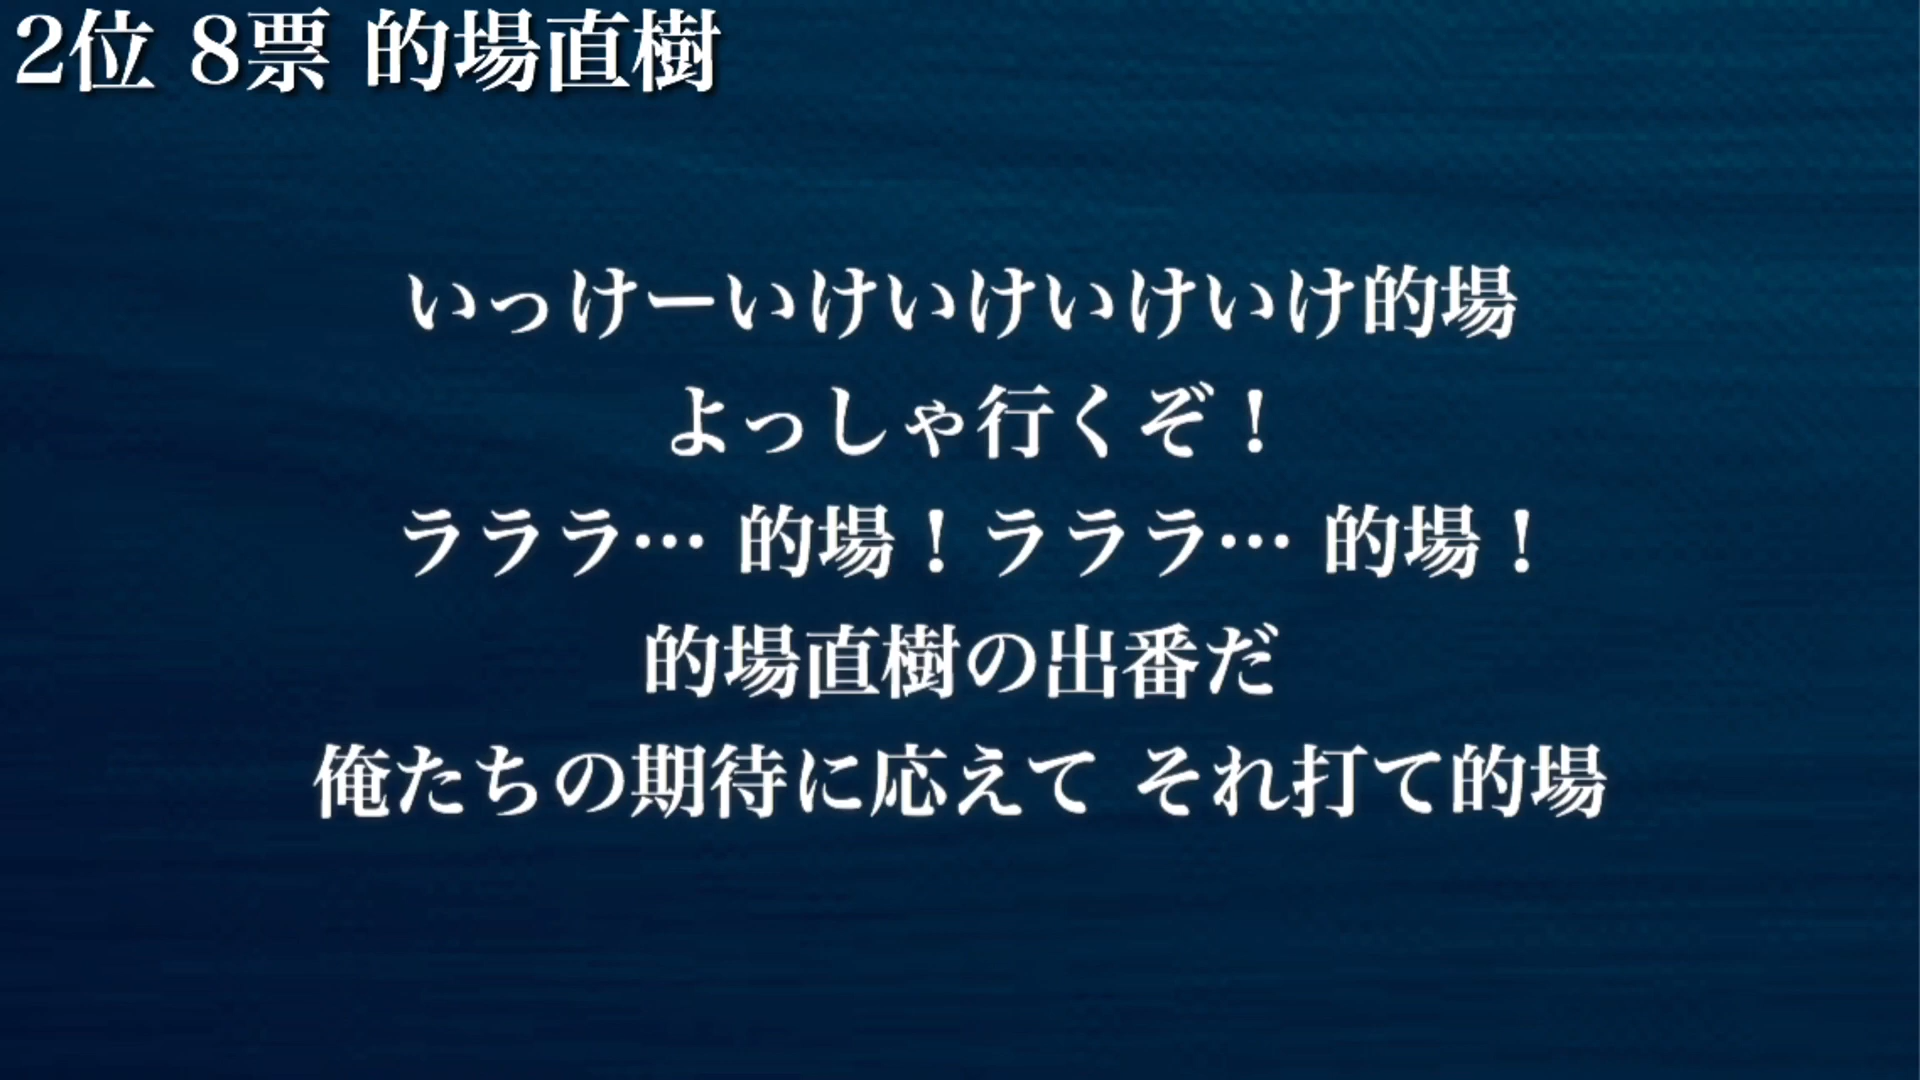 2位 8票 的場直樹
いっけーいけいけいけいけ的場
よっしゃ行くぞ！
ラララ… 的場！ラララ… 的場！
的場直樹の出番だ
俺たちの期待に応えて それ打て的場